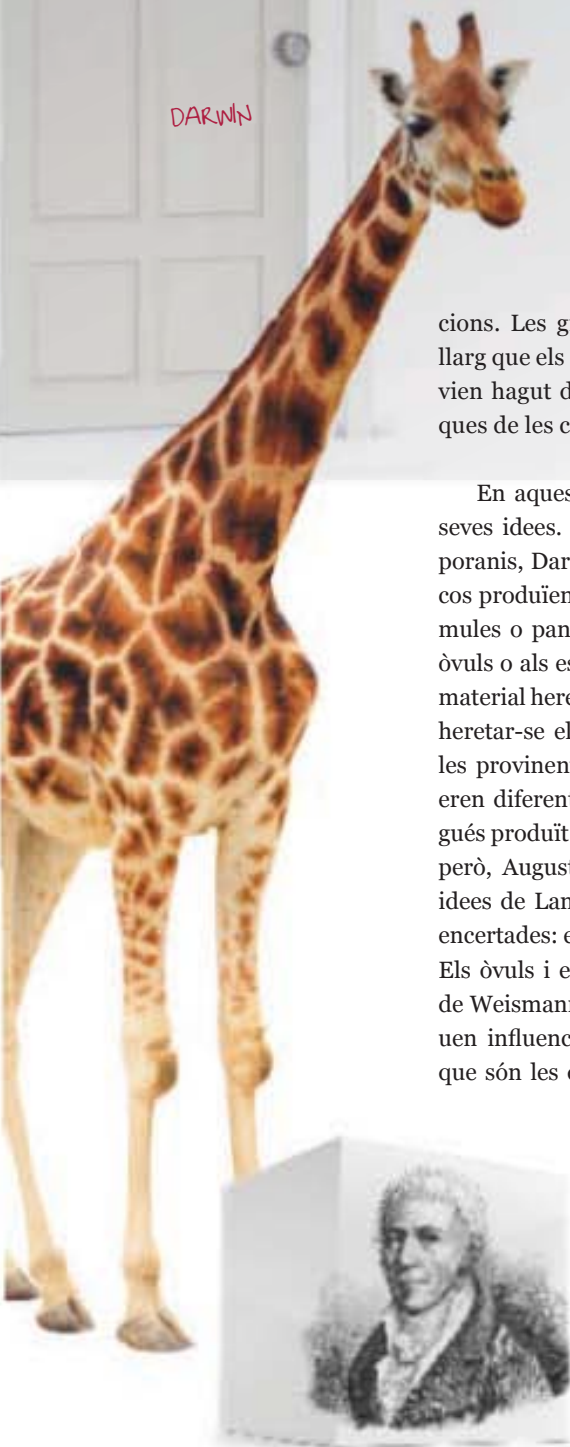 DARWIN
cions. Les g
llarg que els
vien hagut d
ques de les c
En aques
seves idees.
poranis, Dar
cos produïen
mules o pan
òvuls o als es
material here
heretar-se el
les provinen
eren diferent
gués produït
però, August
idees de Lan
encertades: e
Els òvuls i e
de Weismann
uen influenc
que són les c